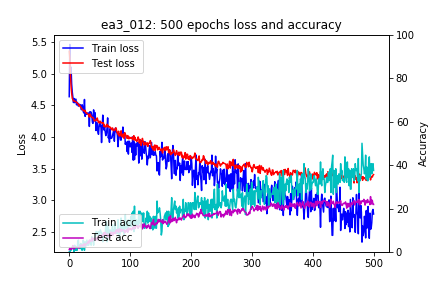 ea3_012: 500 epochs loss and accuracy
Train loss
Test loss
Train acc
Test acc
Loss
5.5
5.0
4.5
4.0
3.5
3.0
2.5
Accuracy
100
80
60
40
20
0
0 100 200 300 400 500